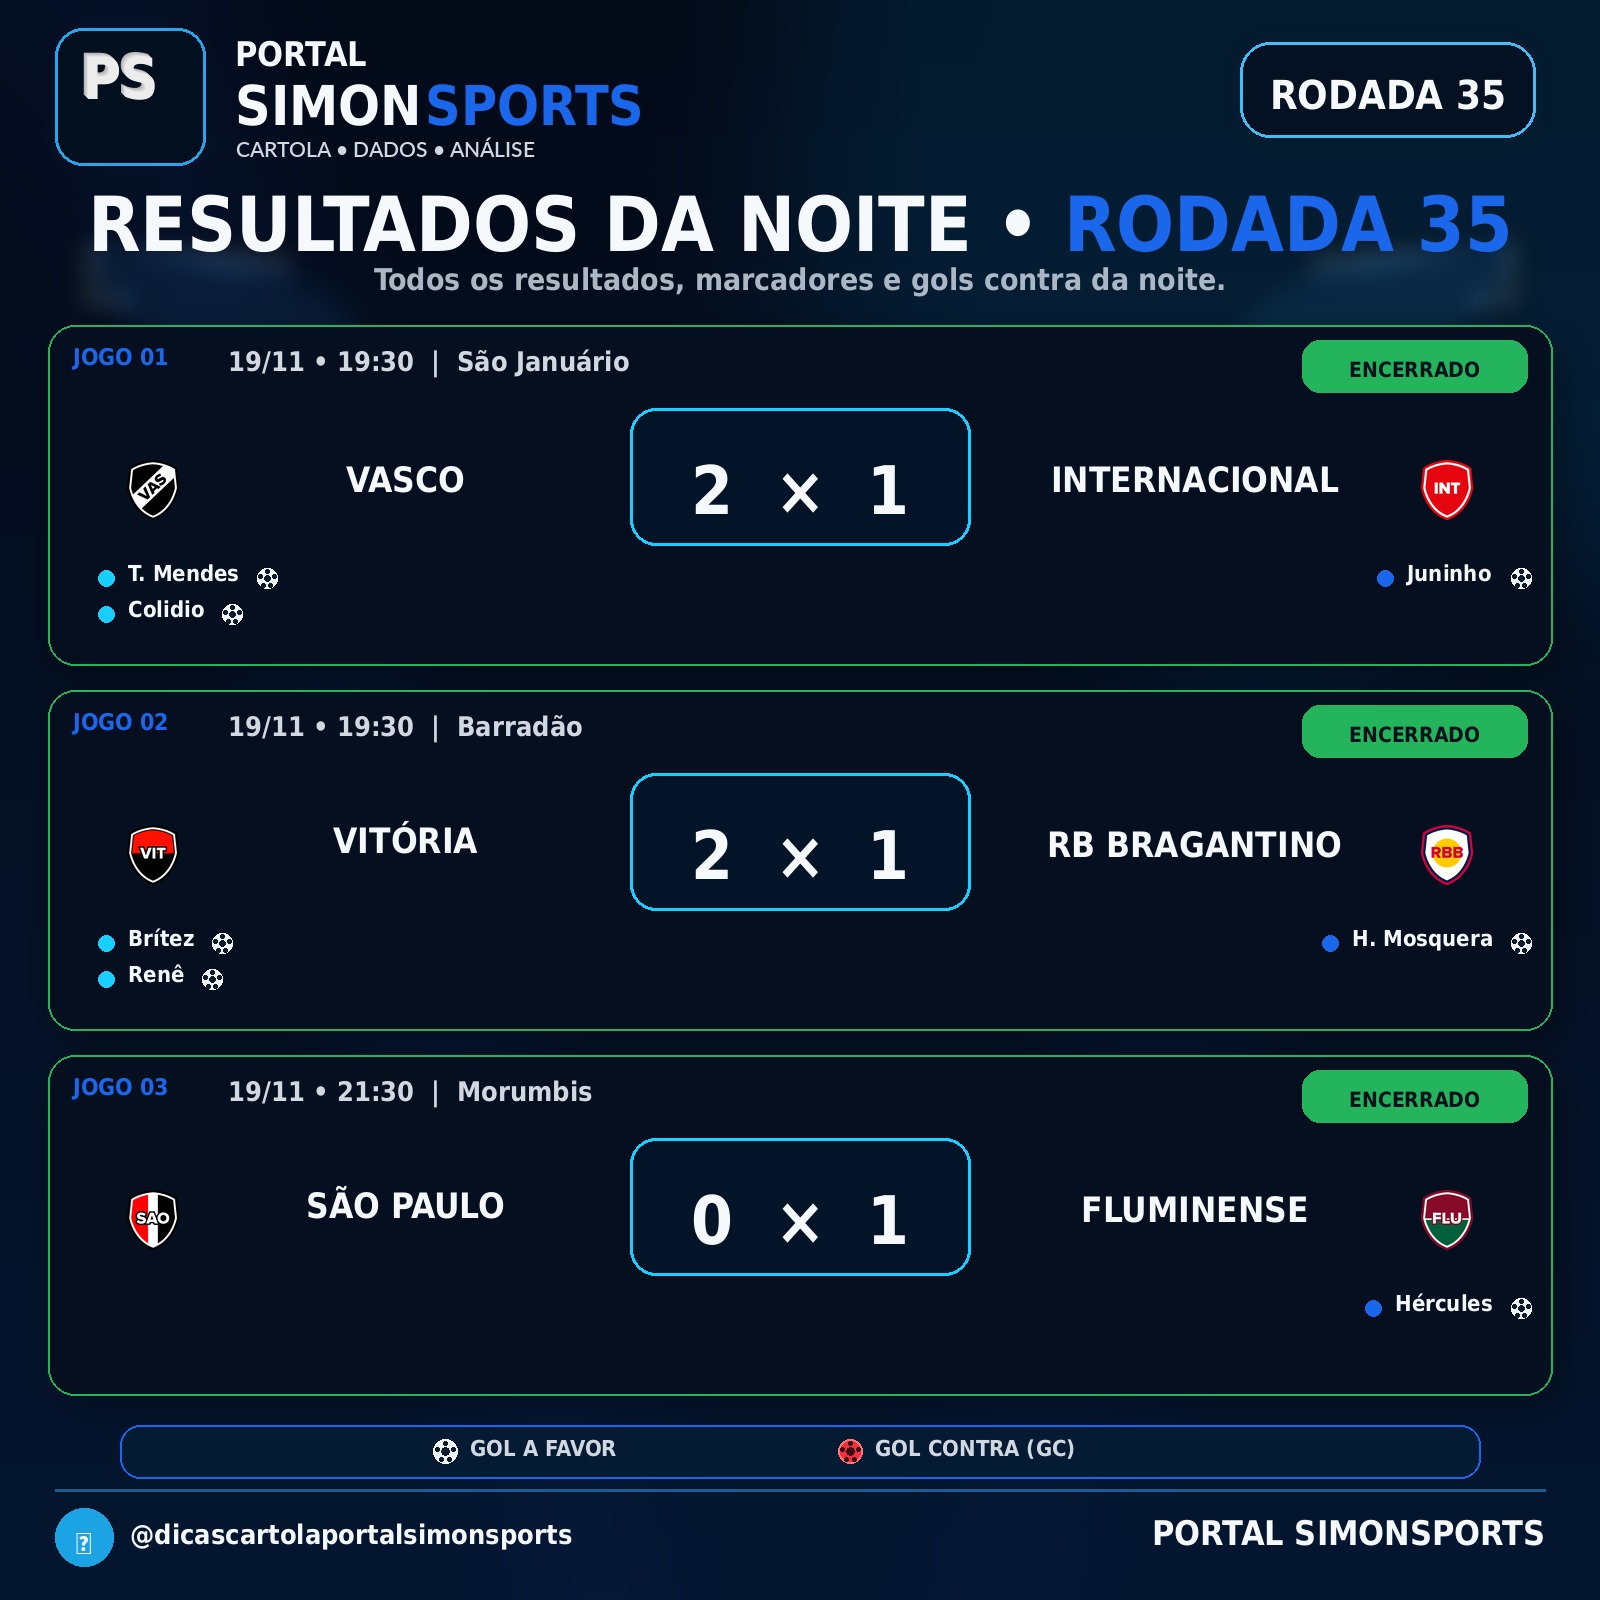 PS
PORTAL
SIMONSPORTS
CARTOLA • DADOS • ANÁLISE
RODADA 35
RESULTADOS DA NOITE • RODADA 35
Todos os resultados, marcadores e gols contra da noite.
JOGO 01 19/11 • 19:30 | São Januário ENCERRADO
VAS VASCO 2 × 1 INTERNACIONAL INT
T. Mendes Juninho
Colidio
JOGO 02 19/11 • 19:30 | Barradão ENCERRADO
VIT VITÓRIA 2 × 1 RB BRAGANTINO RBB
Brítez H. Mosquera
Renê
JOGO 03 19/11 • 21:30 | Morumbis ENCERRADO
SAO SÃO PAULO 0 × 1 FLUMINENSE FLU
Hércules
GOL A FAVOR GOL CONTRA (GC)
@dicascartolaportalsimonsports PORTAL SIMONSPORTS